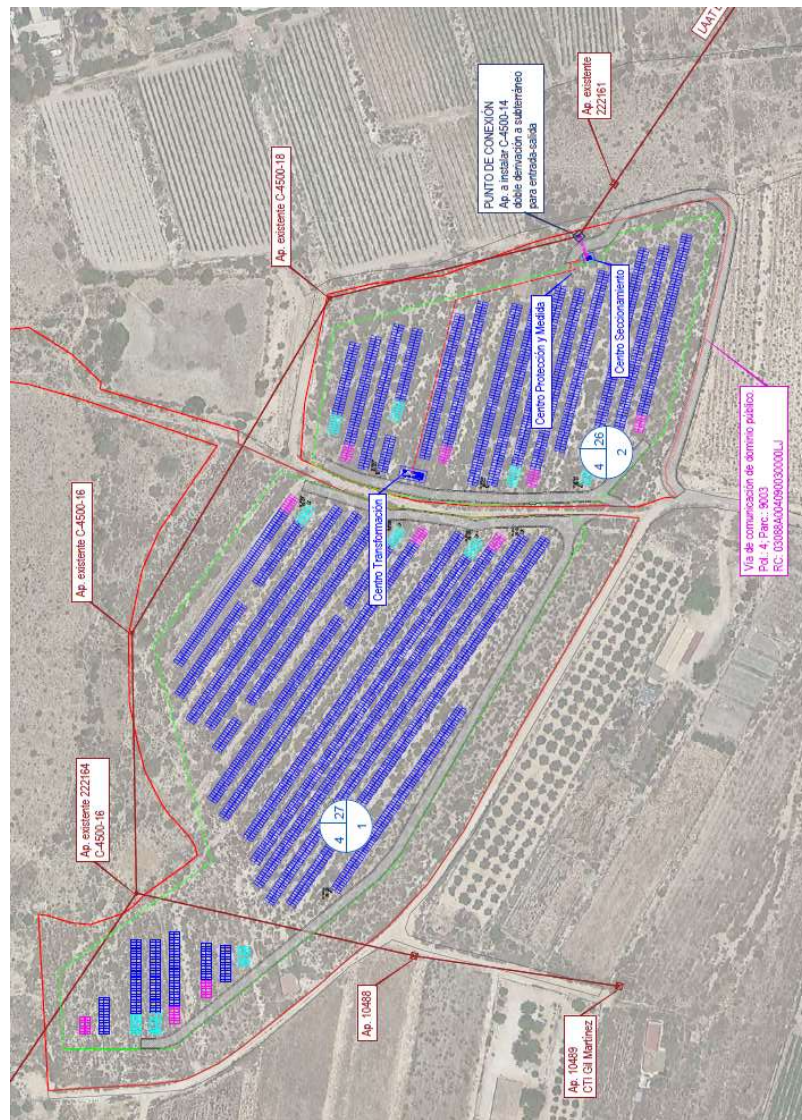 LAAT
Ap. existente
222161
PUNTO DE CONEXIÓN
Ap. a instalar C-4500-14
doble derivación a subterráneo
para entrada-salida
Ap. existente C-4500-18
Centro Protección y Medida
Centro Seccionamiento
4
26
2
Centro Transformación
Vía de comunicación de dominio público.
Pol.: 4; Parc.: 9003
RC: 03088A004090030000LJ
Ap. existente C-4500-16
Ap. existente 222164
C-4500-16
4
27
1
Ap. 10488
Ap. 10489
CTI Gil Martínez